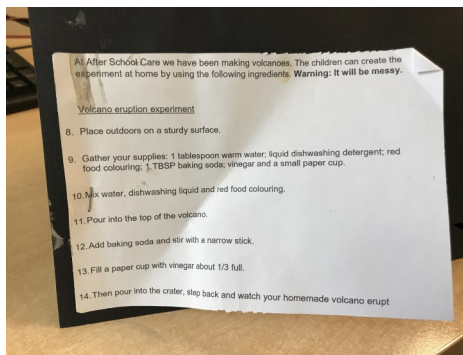 At After School Care we have been making volcanoes. The children can create the
experiment at home by using the following ingredients. Warning: It will be messy.
Volcano eruption experiment
8. Place outdoors on a sturdy surface.
9. Gather your supplies: 1 tablespoon warm water; liquid dishwashing detergent; red
food colouring; 1 TBSP baking soda; vinegar and a small paper cup.
10. Mix water, dishwashing liquid and red food colouring.
11. Pour into the top of the volcano.
12. Add baking soda and stir with a narrow stick.
13. Fill a paper cup with vinegar about 1/3 full.
14. Then pour into the crater, step back and watch your homemade volcano erupt